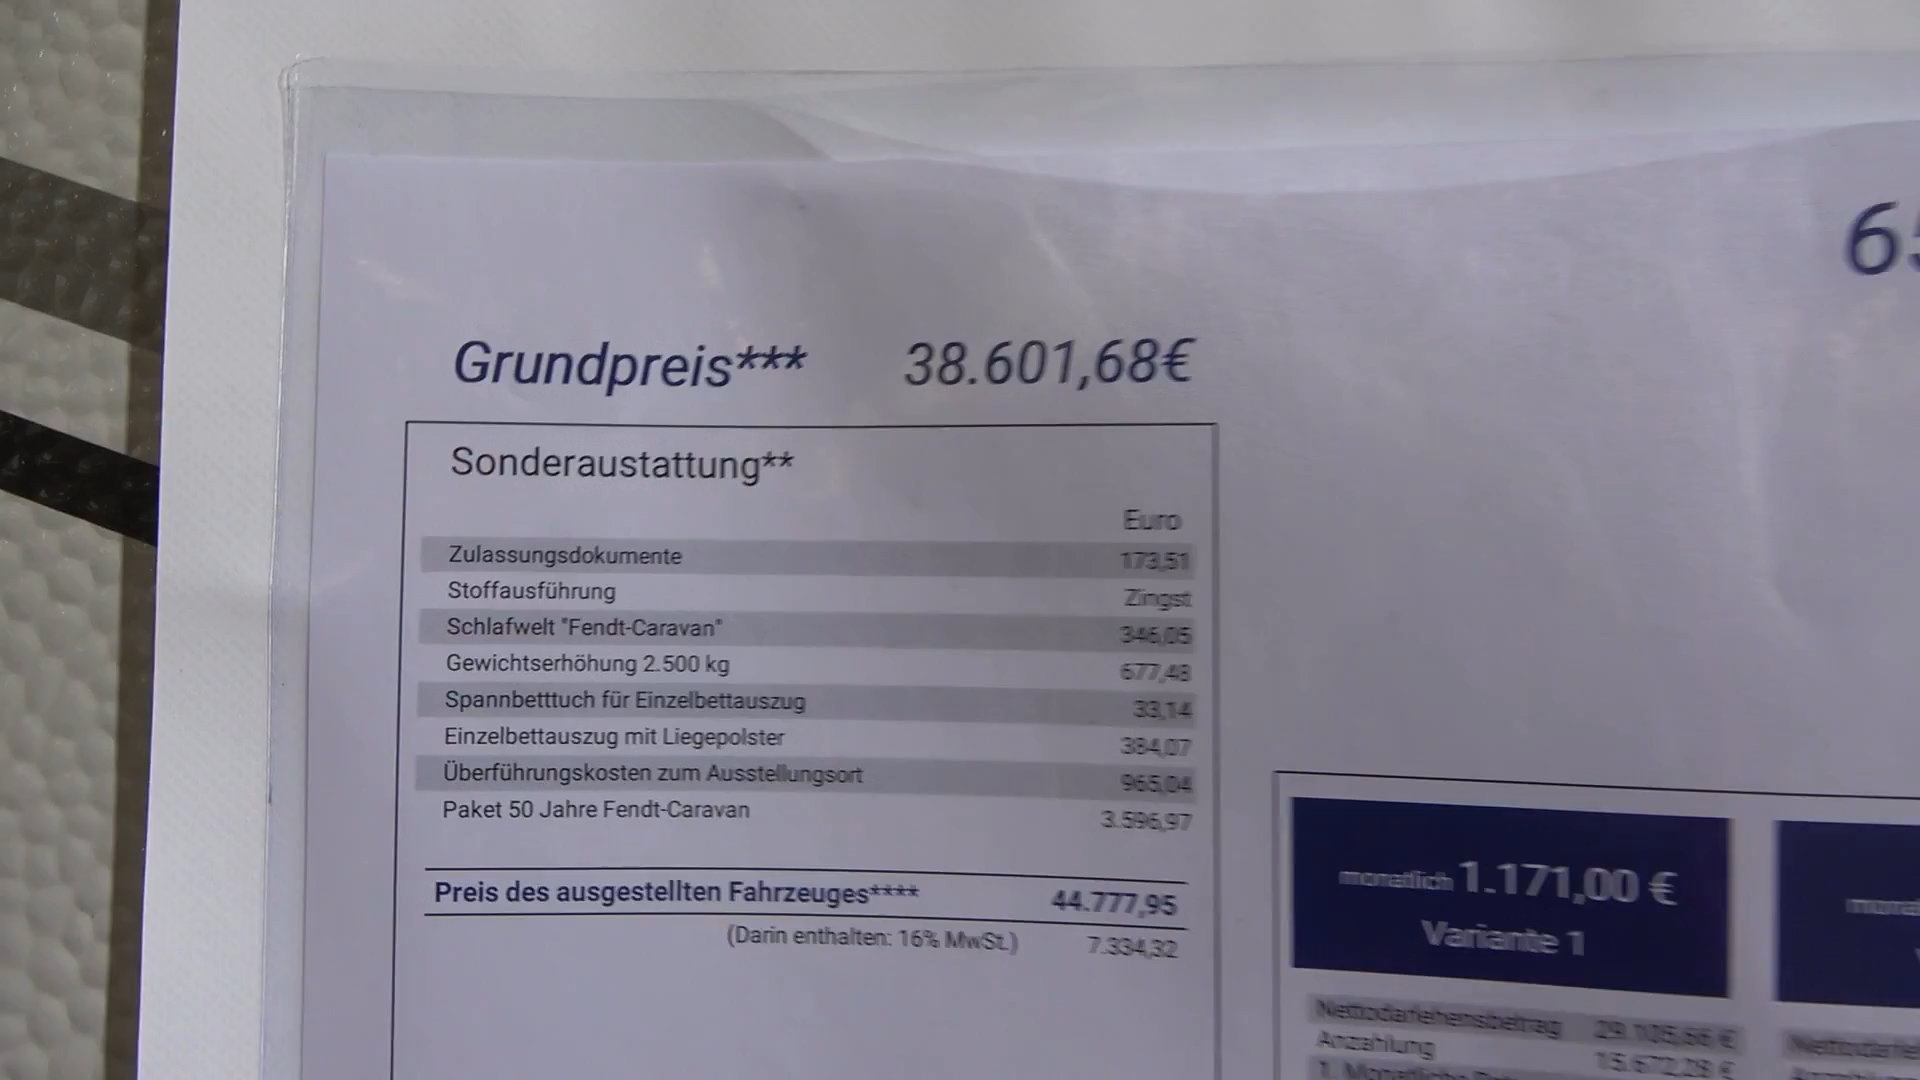 65
Grundpreis*** 38.601,68€
Sonderaustattung**
Euro
Zulassungsdokumente 173,51
Stoffausführung Zingst
Schlafwelt "Fendt-Caravan" 346,05
Gewichtserhöhung 2.500 kg 677,48
Spannbetttuch für Einzelbettauszug 33,14
Einzelbettauszug mit Liegepolster 384,07
Überführungskosten zum Ausstellungsort 965,04
Paket 50 Jahre Fendt-Caravan 3.596,97
Preis des ausgestellten Fahrzeuges**** 44.777,95
(Darin enthalten: 16% MwSt.) 7.334,32
monatlich 1.171,00 €
Variante 1
Nettodarlehensbetrag 29.105,66 €
Anzahlung 15.672,28 €
1. Monatliche